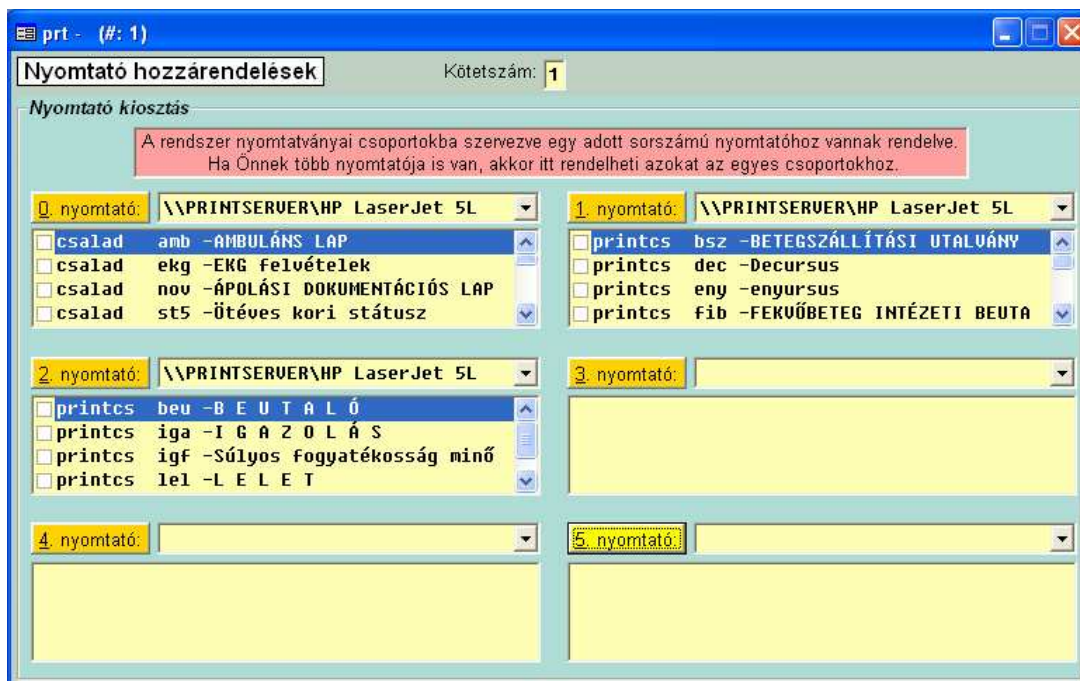 prt - (#: 1)
Nyomtató hozzárendelések
Kötetszám: 1
Nyomtató kiosztás
A rendszer nyomtatványai csoportokba szervezve egy adott sorszámú nyomtatóhoz vannak rendelve.
Ha Önnek több nyomtatója is van, akkor itt rendelheti azokat az egyes csoportokhoz.
0. nyomtató: \\PRINTSERVER\HP LaserJet 5L
csalad amb -AMBULÁNS LAP
csalad ekg -EKG felvételek
csalad nov -ÁPOLÁSI DOKUMENTÁCIÓS LAP
csalad st5 -Ötéves kori státusz
1. nyomtató: \\PRINTSERVER\HP LaserJet 5L
printcs bsz -BETEGSZÁLLÍTÁSI UTALVÁNY
printcs dec -Decursus
printcs eny -enyursus
printcs fib -FEKVŐBETEG INTÉZETI BEUTA
2. nyomtató: \\PRINTSERVER\HP LaserJet 5L
printcs beu -B E U T A L Ó
printcs iga -I G A Z O L Á S
printcs igf -Súlyos fogyatékosság minő
printcs lel -L E L E T
3. nyomtató:
4. nyomtató:
5. nyomtató: